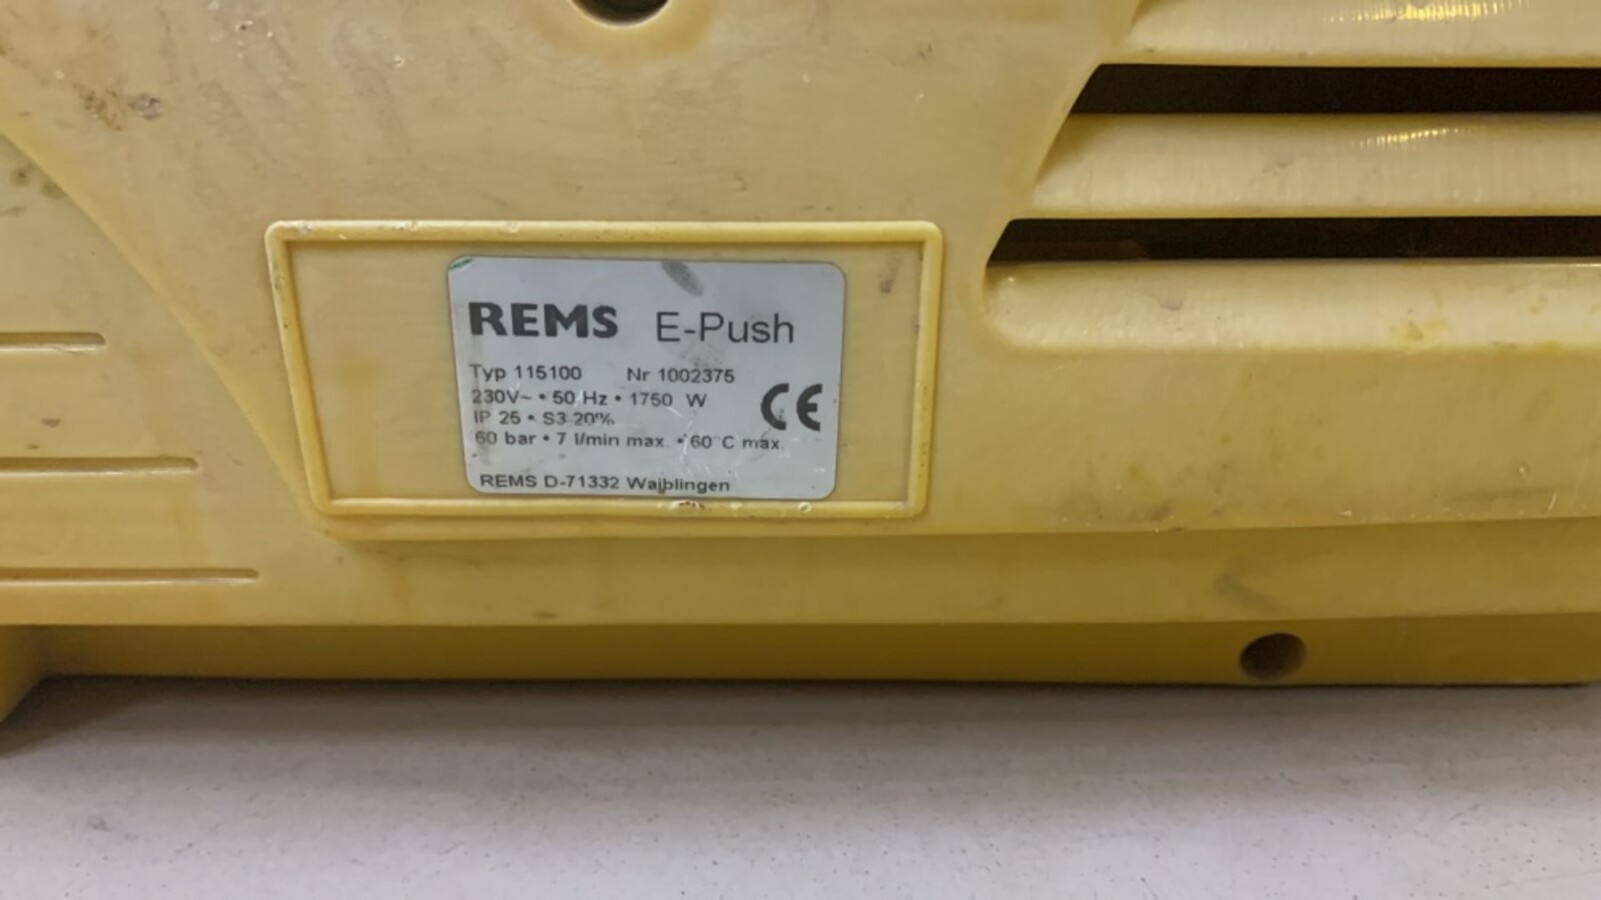 REMS E-Push
Typ 115100 Nr 1002375
230V~ • 50 Hz • 1750 W
IP 25 • S3 20%
CE
60 bar • 7 l/min max. • 60°C max.
REMS D-71332 Waiblingen